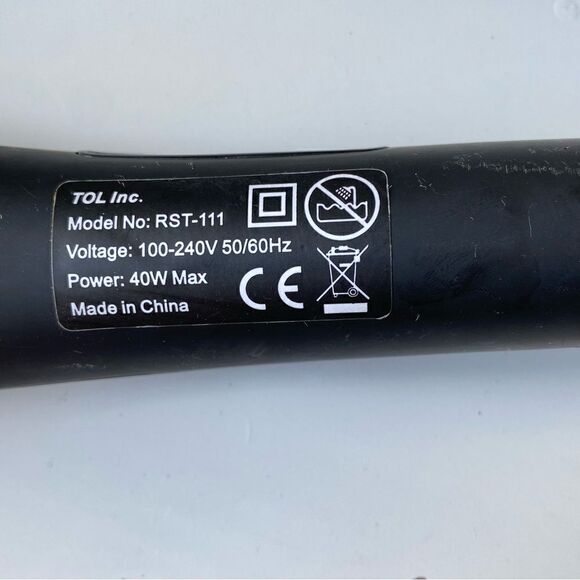 TOL Inc.
Model No: RST-111
Voltage: 100-240V 50/60Hz
Power: 40W Max
Made in China
CE